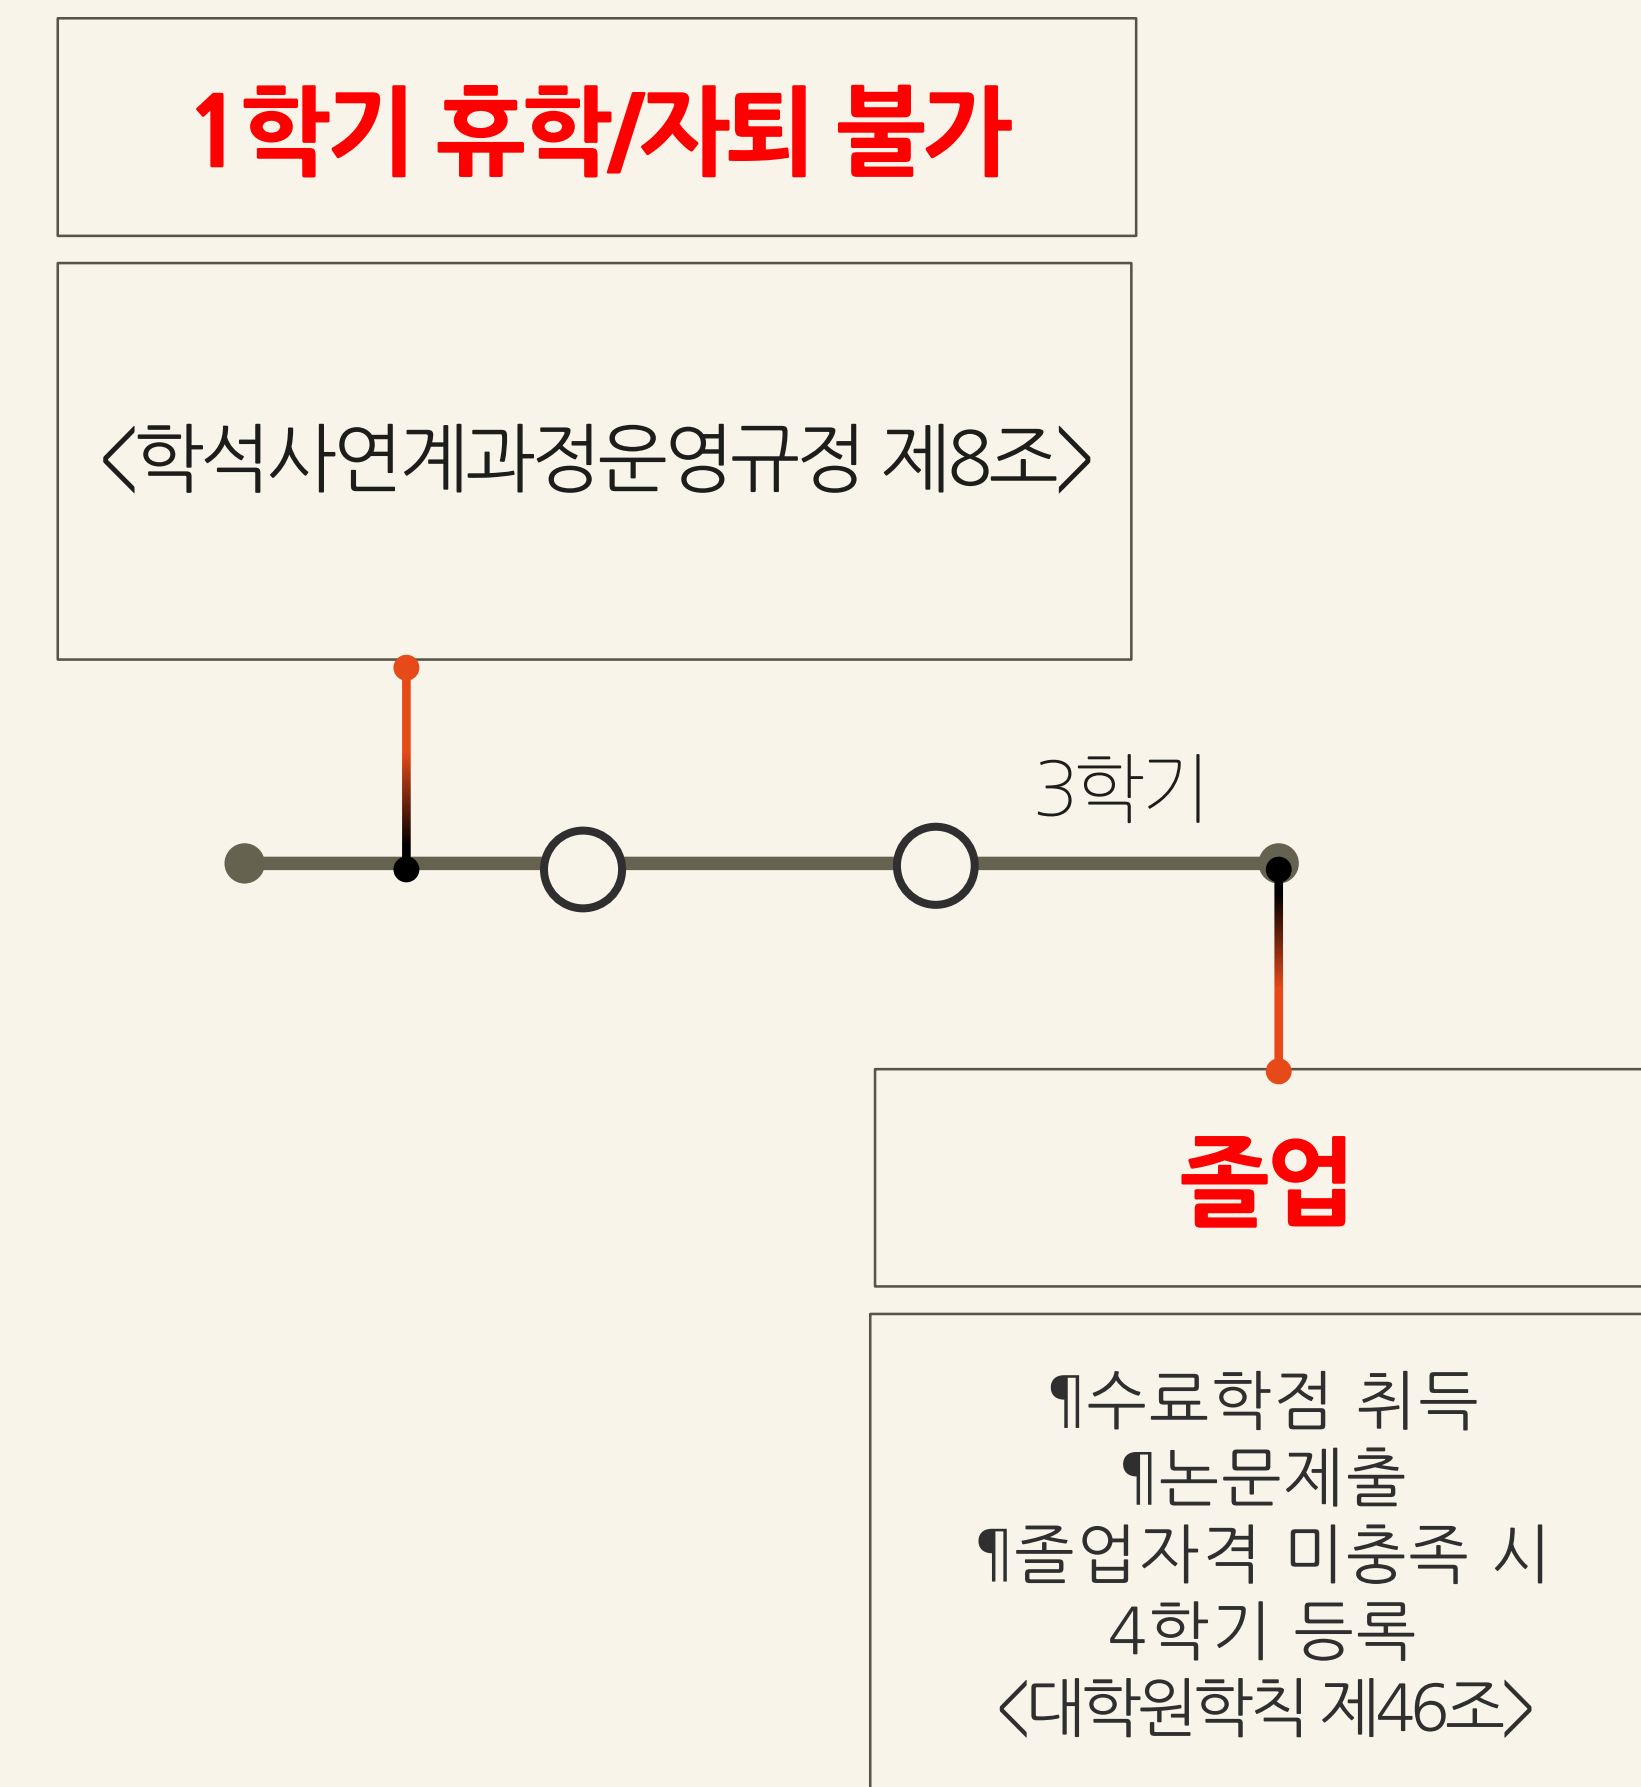 1학기 휴학/자퇴 불가
<학석사연계과정운영규정 제8조>
3학기
졸업
¶수료학점 취득
¶논문제출
¶졸업자격 미충족 시
4학기 등록
<대학원학칙 제46조>